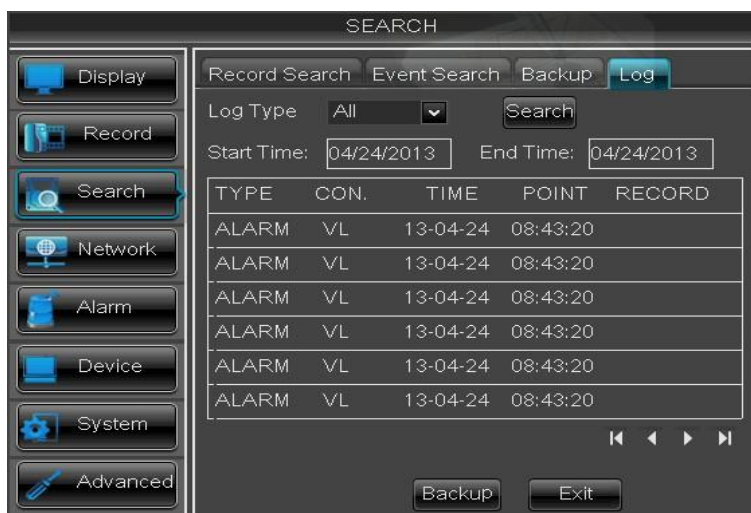 SEARCH
Display
Record
Search
Network
Alarm
Device
System
Advanced
Record Search Event Search Backup Log
Log Type All Search
Start Time: 04/24/2013 End Time: 04/24/2013
TYPE CON. TIME POINT RECORD
ALARM VL 13-04-24 08:43:20
ALARM VL 13-04-24 08:43:20
ALARM VL 13-04-24 08:43:20
ALARM VL 13-04-24 08:43:20
ALARM VL 13-04-24 08:43:20
ALARM VL 13-04-24 08:43:20
Backup Exit